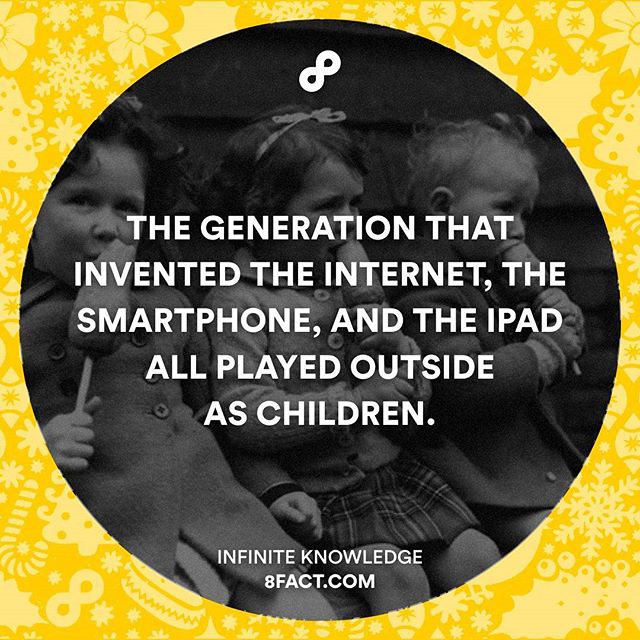 THE GENERATION THAT
INVENTED THE INTERNET, THE
SMARTPHONE, AND THE IPAD
ALL PLAYED OUTSIDE
AS CHILDREN.
INFINITE KNOWLEDGE
8FACT.COM